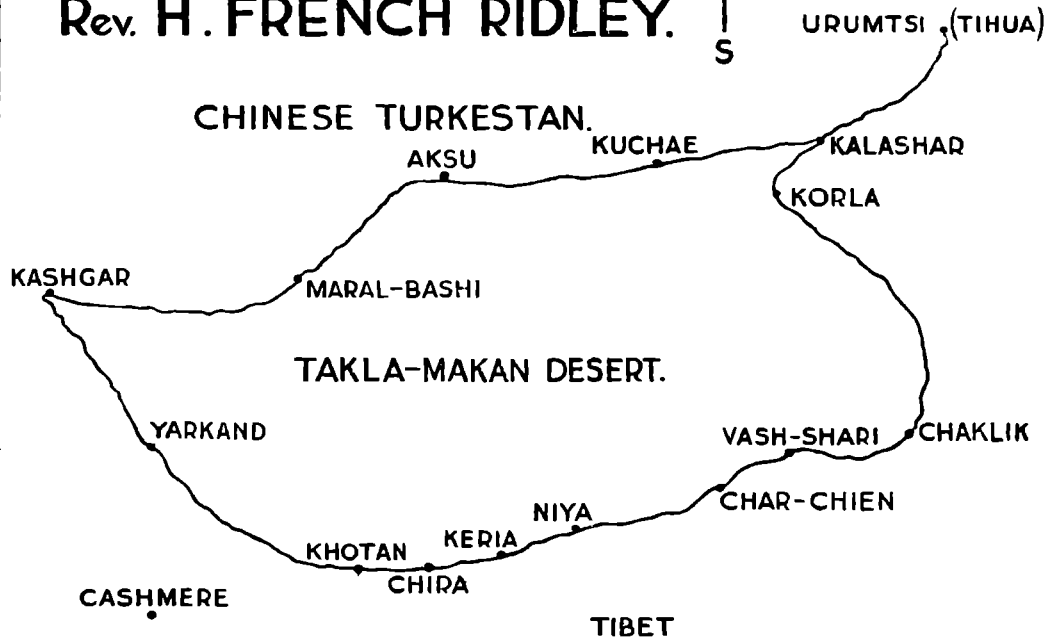 Rev. H. FRENCH RIDLEY.
S
URUMTSI (TIHUA)
CHINESE TURKESTAN.
KUCHAE
KALASHAR
AKSU
KORLA
KASHGAR
MARAL-BASHI
TAKLA-MAKAN DESERT.
YARKAND
VASH-SHARI
CHAKLIK
CHAR-CHIEN
NIYA
KERIA
KHOTAN
CHIRA
CASHMERE
TIBET